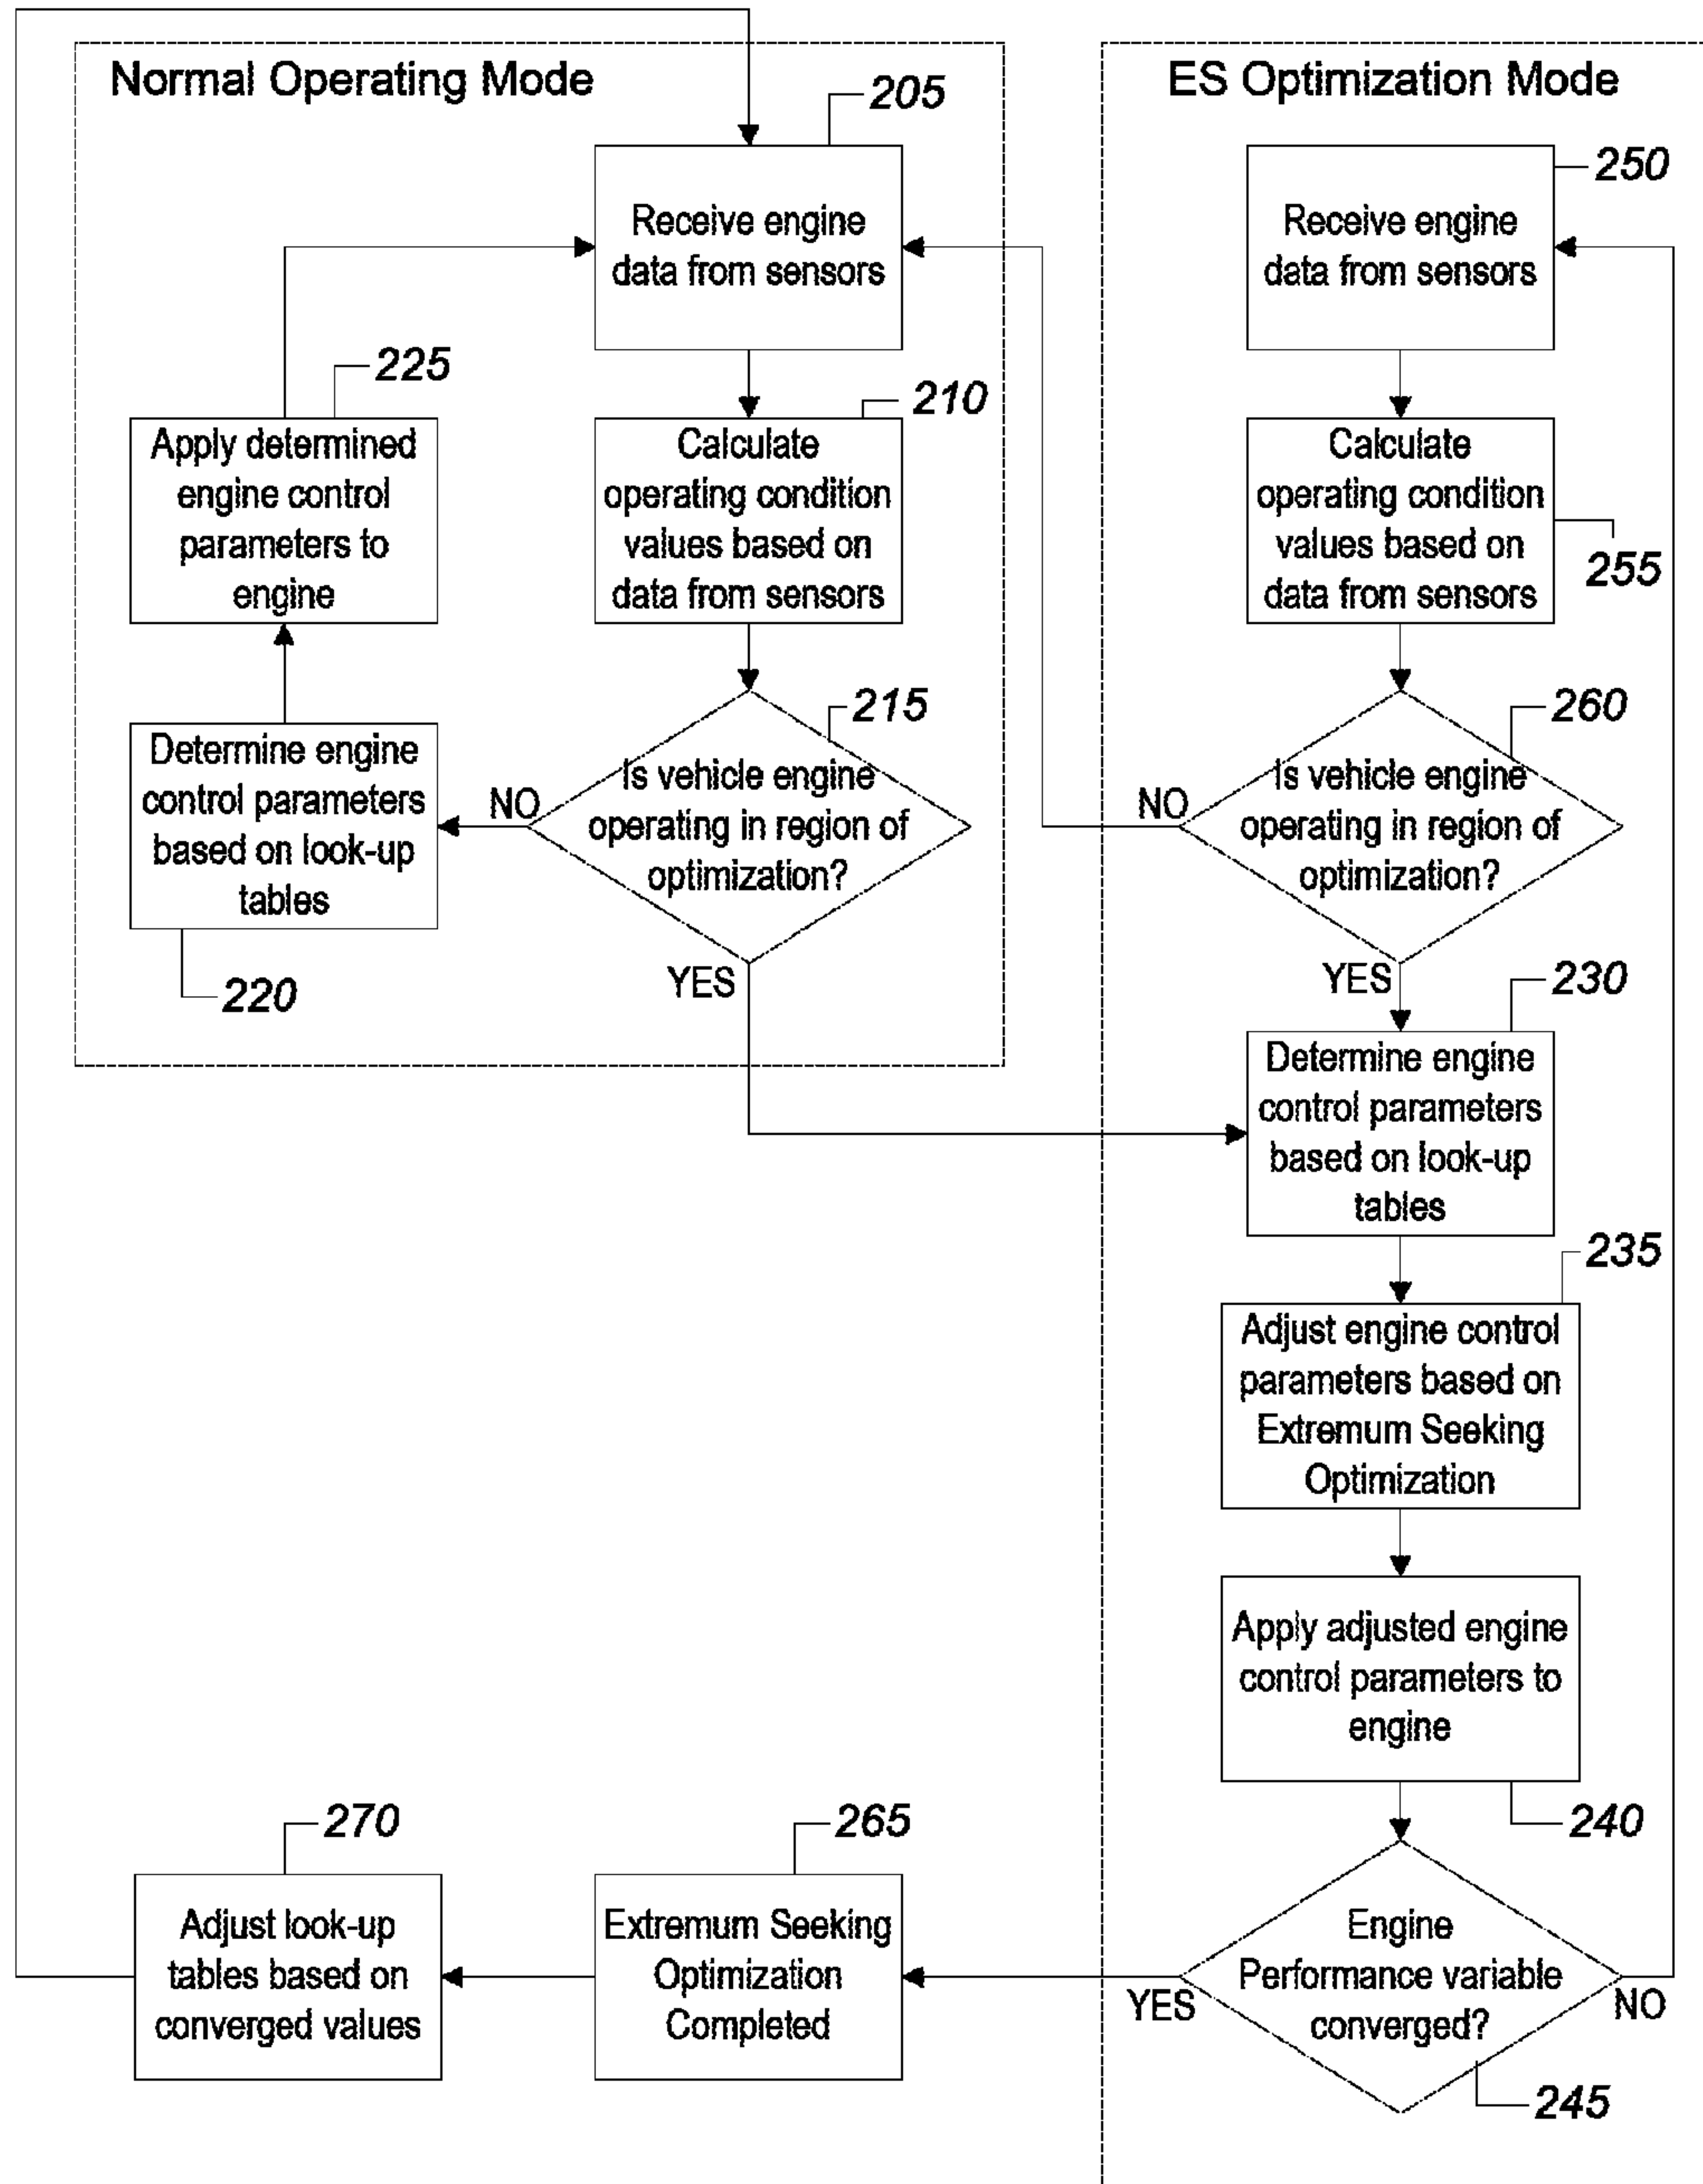 Normal Operating Mode
205
Receive engine
data from sensors
225
Apply determined
engine control
parameters to
engine
210
Calculate
operating condition
values based on
data from sensors
215
Is vehicle engine
operating in region of
optimization?
NO
YES
Determine engine
control parameters
based on look-up
tables
220
ES Optimization Mode
250
Receive engine
data from sensors
Calculate
operating condition
values based on
data from sensors
255
260
Is vehicle engine
operating in region of
optimization?
NO
YES
230
Determine engine
control parameters
based on look-up
tables
235
Adjust engine control
parameters based on
Extremum Seeking
Optimization
Apply adjusted engine
control parameters to
engine
240
Engine
Performance variable
converged?
YES
NO
245
265
Extremum Seeking
Optimization
Completed
270
Adjust look-up
tables based on
converged values